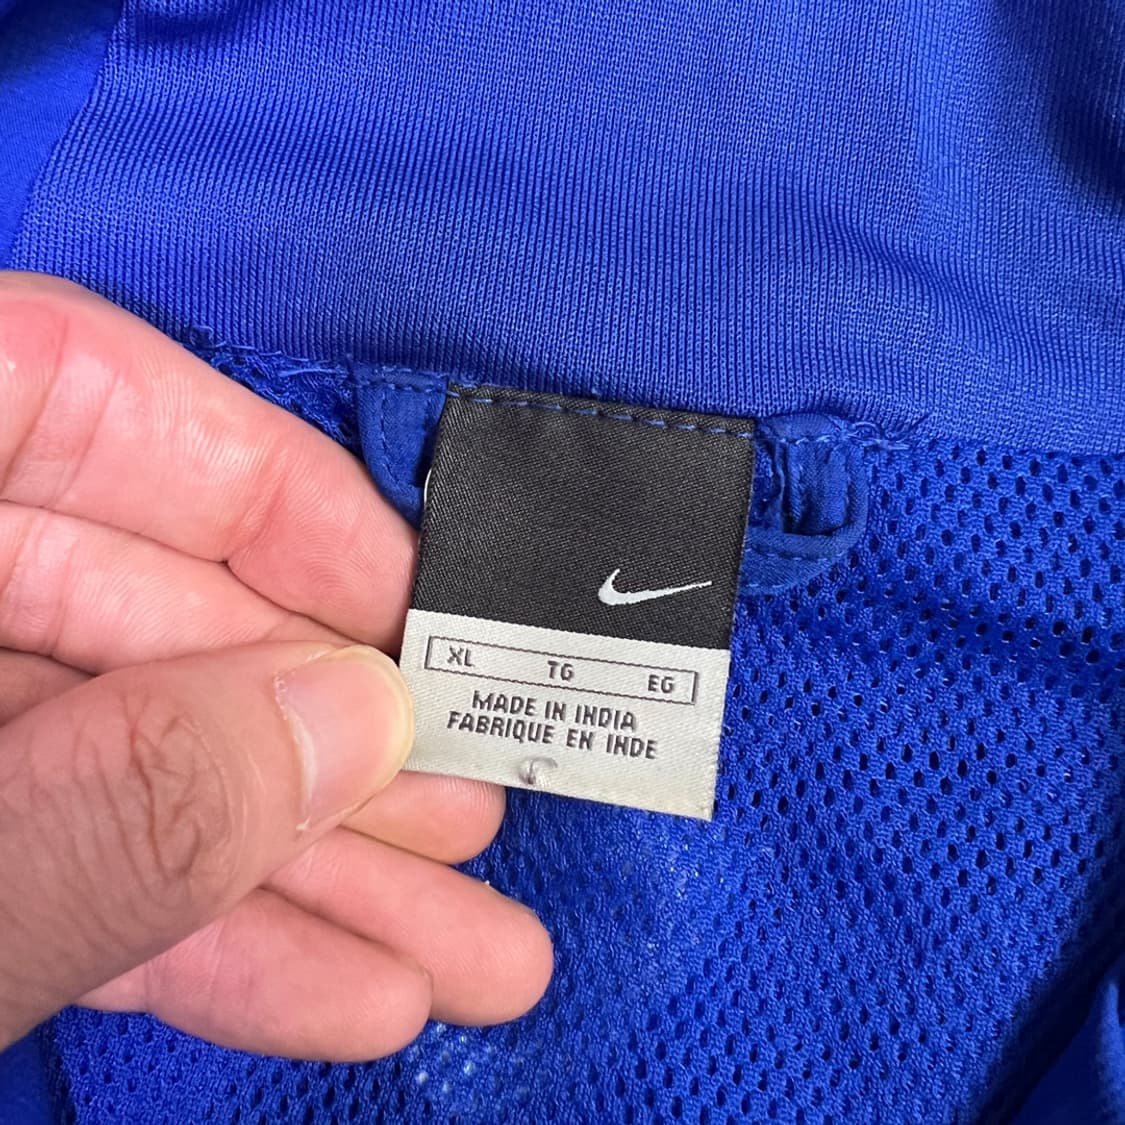 XL TG EG
MADE IN INDIA
FABRIQUE EN INDE